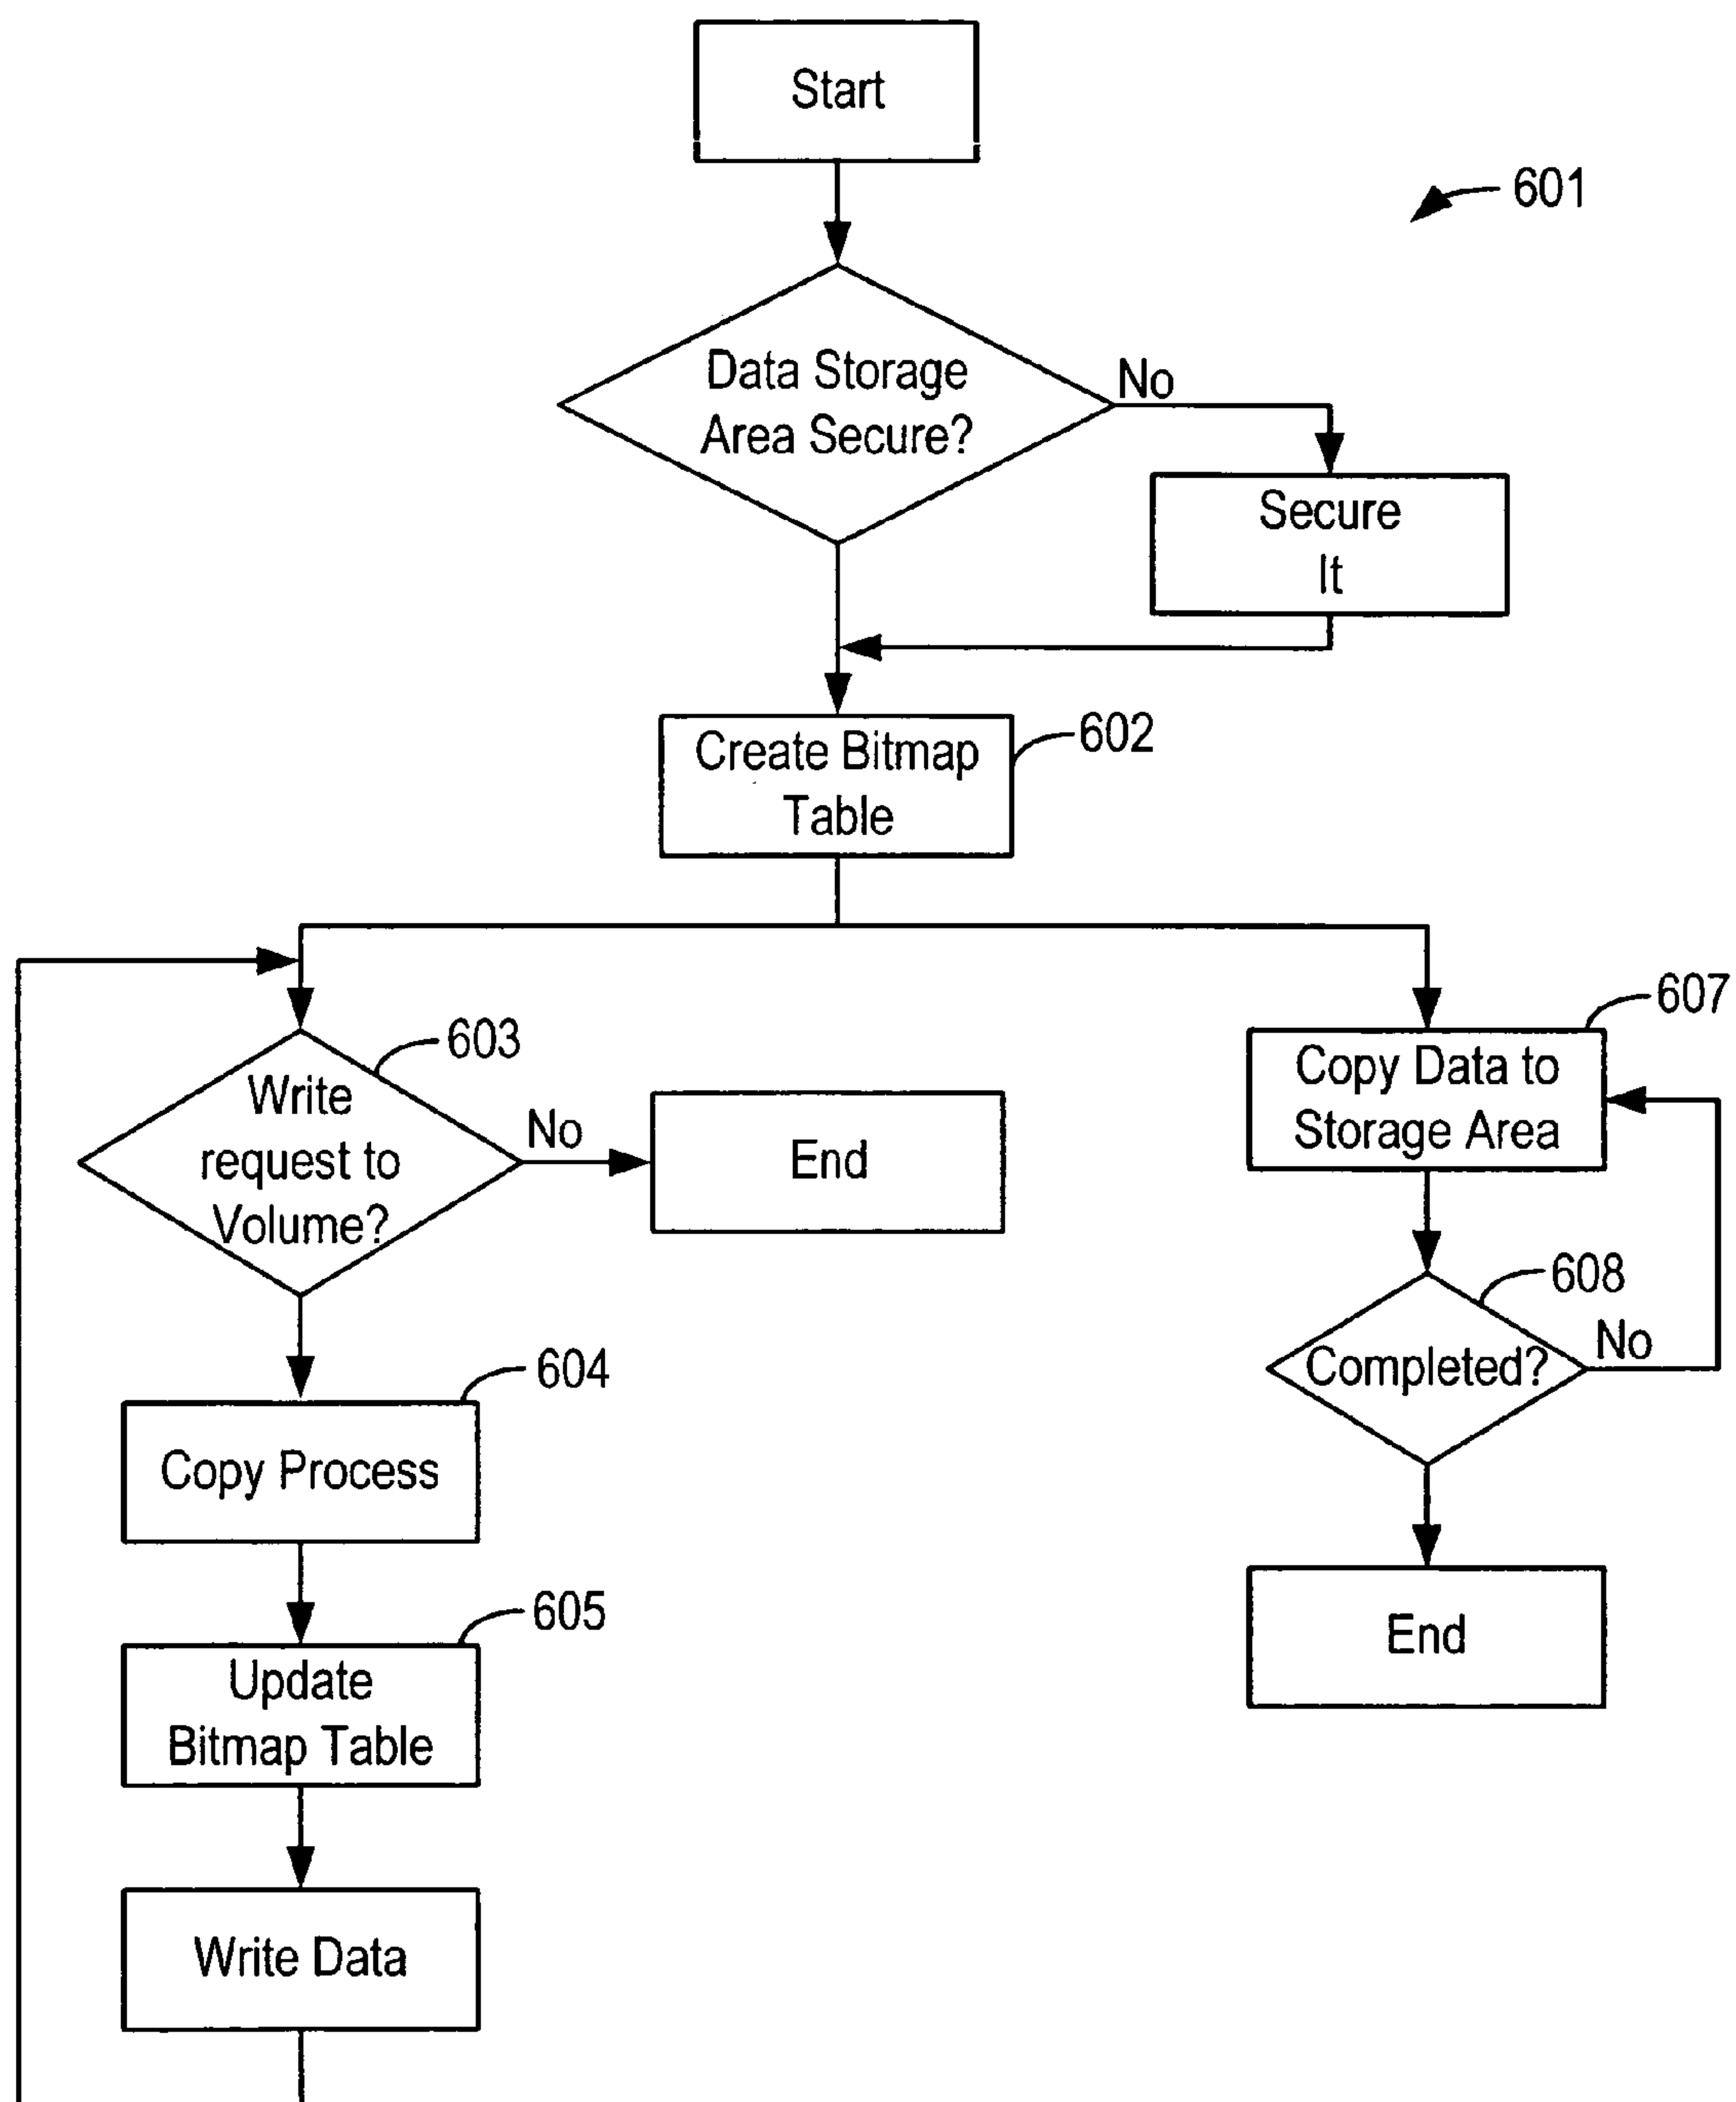 Start
601
Data Storage
Area Secure?
No
Secure
It
Create Bitmap
Table
602
603
Write
request to
Volume?
No
End
607
Copy Data to
Storage Area
608
Completed?
No
604
Copy Process
605
Update
Bitmap Table
End
Write Data